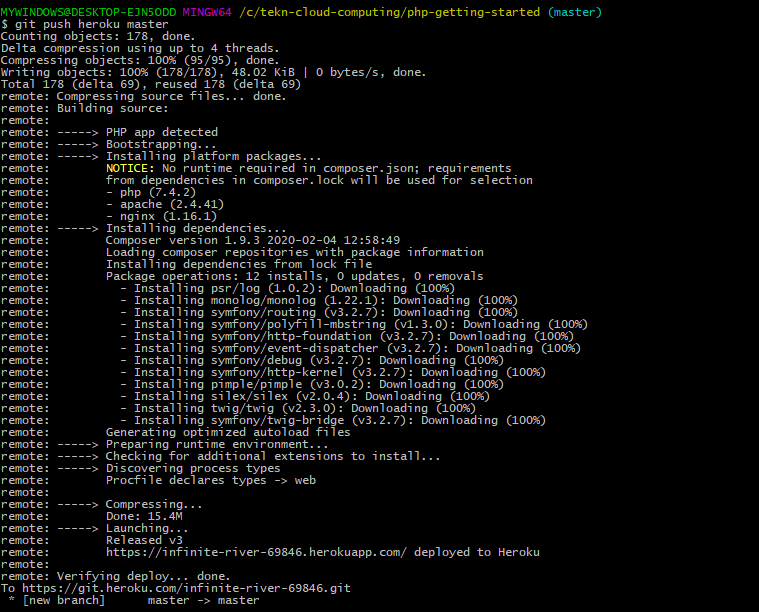 MYWINDOWS@DESKTOP-EJN5ODD MINGW64 /c/tekn-cloud-computing/php-getting-started (master)
$ git push heroku master
Counting objects: 178, done.
Delta compression using up to 4 threads.
Compressing objects: 100% (95/95), done.
Writing objects: 100% (178/178), 48.02 KiB | 0 bytes/s, done.
Total 178 (delta 69), reused 178 (delta 69)
remote: Compressing source files... done.
remote: Building source:
remote:
remote: -----> PHP app detected
remote: -----> Bootstrapping...
remote: -----> Installing platform packages...
remote:        NOTICE: No runtime required in composer.json; requirements
remote:        from dependencies in composer.lock will be used for selection
remote:        - php (7.4.2)
remote:        - apache (2.4.41)
remote:        - nginx (1.16.1)
remote: -----> Installing dependencies...
remote:        Composer version 1.9.3 2020-02-04 12:58:49
remote:        Loading composer repositories with package information
remote:        Installing dependencies from lock file
remote:        Package operations: 12 installs, 0 updates, 0 removals
remote:          - Installing psr/log (1.0.2): Downloading (100%)
remote:          - Installing monolog/monolog (1.22.1): Downloading (100%)
remote:          - Installing symfony/routing (v3.2.7): Downloading (100%)
remote:          - Installing symfony/polyfill-mbstring (v1.3.0): Downloading (100%)
remote:          - Installing symfony/http-foundation (v3.2.7): Downloading (100%)
remote:          - Installing symfony/event-dispatcher (v3.2.7): Downloading (100%)
remote:          - Installing symfony/debug (v3.2.7): Downloading (100%)
remote:          - Installing symfony/http-kernel (v3.2.7): Downloading (100%)
remote:          - Installing pimple/pimple (v3.0.2): Downloading (100%)
remote:          - Installing silex/silex (v2.0.4): Downloading (100%)
remote:          - Installing twig/twig (v2.3.0): Downloading (100%)
remote:          - Installing symfony/twig-bridge (v3.2.7): Downloading (100%)
remote:        Generating optimized autoload files
remote: -----> Preparing runtime environment...
remote: -----> Checking for additional extensions to install...
remote: -----> Discovering process types
remote:        Procfile declares types -> web
remote:
remote: -----> Compressing...
remote:        Done: 15.4M
remote: -----> Launching...
remote:        Released v3
remote:        https://infinite-river-69846.herokuapp.com/ deployed to Heroku
remote:
remote: Verifying deploy... done.
To https://git.heroku.com/infinite-river-69846.git
 * [new branch]      master -> master